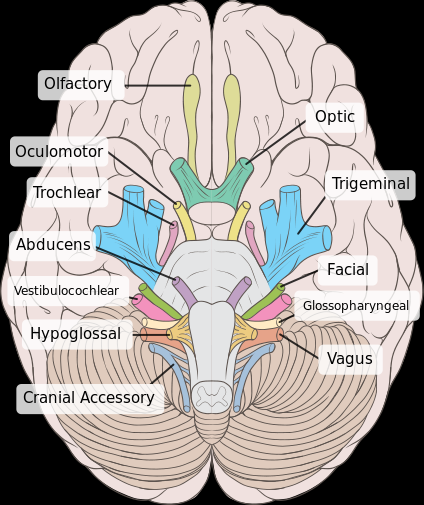 Olfactory
Optic
Oculomotor
Trigeminal
Trochlear
Abducens
Facial
Vestibulocochlear
Glossopharyngeal
Hypoglossal
Vagus
Cranial Accessory